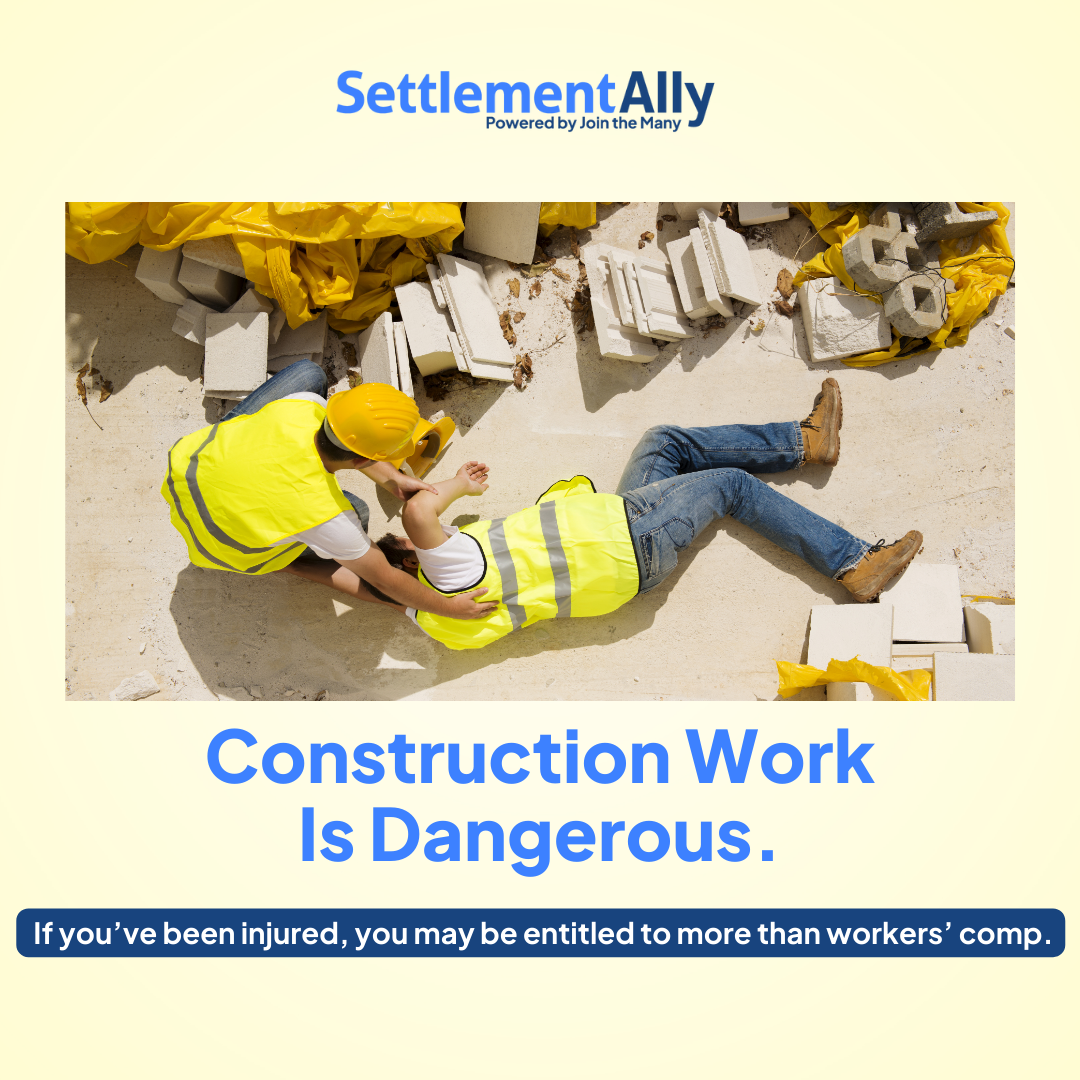 SettlementAlly
Powered by Join the Many
Construction Work
Is Dangerous.
If you’ve been injured, you may be entitled to more than workers’ comp.